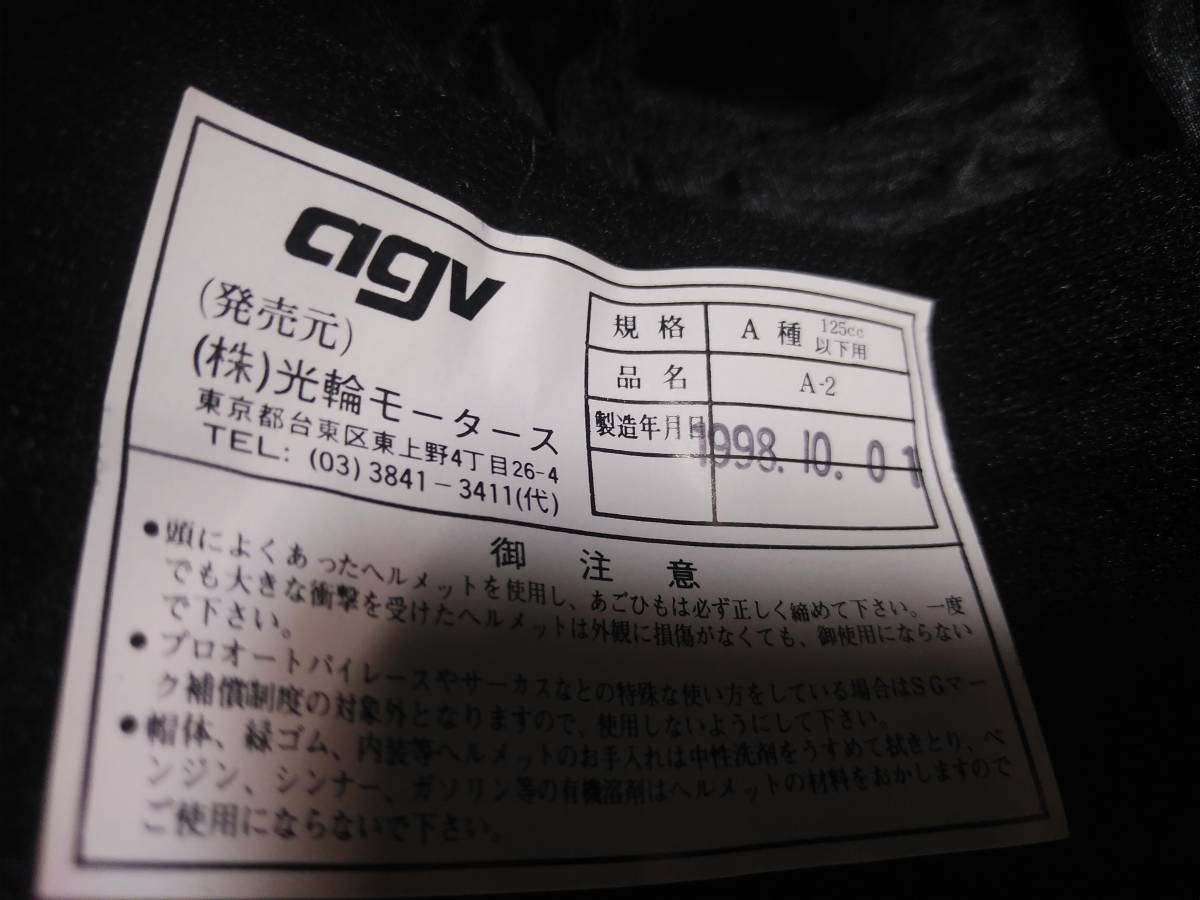 agv
(発売元)
(株)光輪モータース
東京都台東区東上野4丁目26-4
TEL: (03)3841-3411(代)
規格 A種 125cc以下用
品名 A-2
製造年月日 1998.10.01
御注意
●頭によくあったヘルメットを使用し、あごひもは必ず正しく締めて下さい。一度
でも大きな衝撃を受けたヘルメットは外観に損傷がなくても、御使用にならない
で下さい。
●プロオートバイレースやサーカスなとの特殊な使い方をしている場合はSGマー
ク補償制度の対象外となりますので、使用しないようにして下さい。
●帽体、縁ゴム、内装等ヘルメットのお手入れは中性洗剤をうすめて拭きとり、ベ
ンジン、シンナー、ガソリン等の有機溶剤はヘルメットの材料をおかしますので
ご使用にならないで下さい。